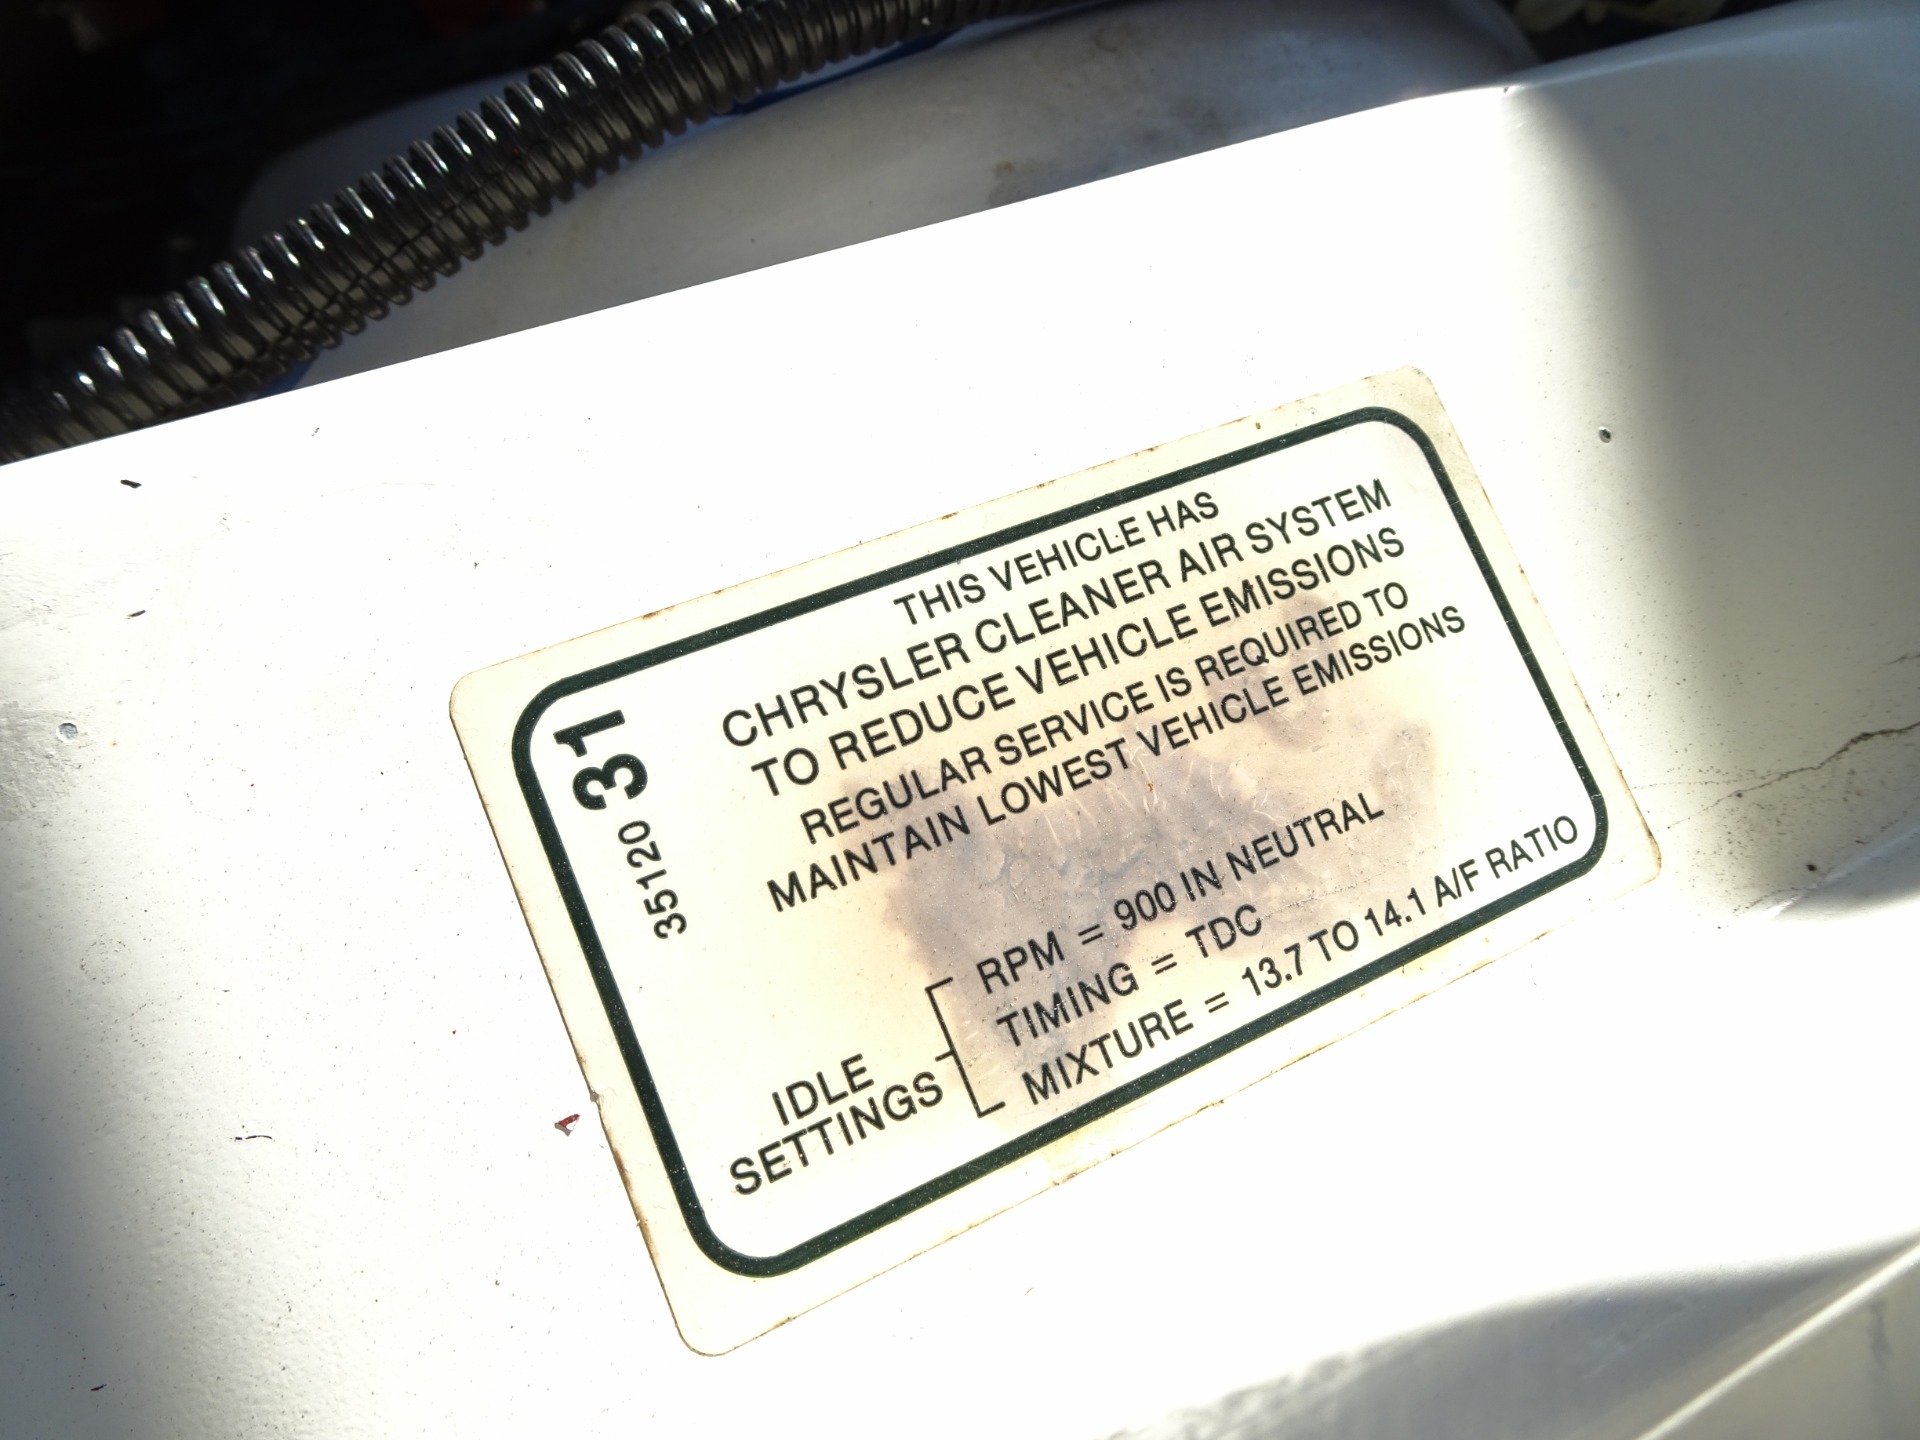 THIS VEHICLE HAS
CHRYSLER CLEANER AIR SYSTEM
TO REDUCE VEHICLE EMISSIONS
REGULAR SERVICE IS REQUIRED TO
MAINTAIN LOWEST VEHICLE EMISSIONS
IDLE
SETTINGS
RPM = 900 IN NEUTRAL
TIMING = TDC
MIXTURE = 13.7 TO 14.1 A/F RATIO
35120 31